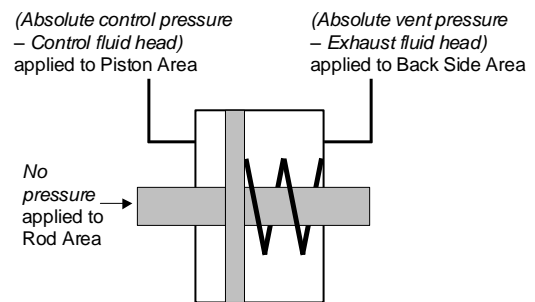 (Absolute control pressure
– Control fluid head)
applied to Piston Area
(Absolute vent pressure
– Exhaust fluid head)
applied to Back Side Area
No
pressure
applied to
Rod Area